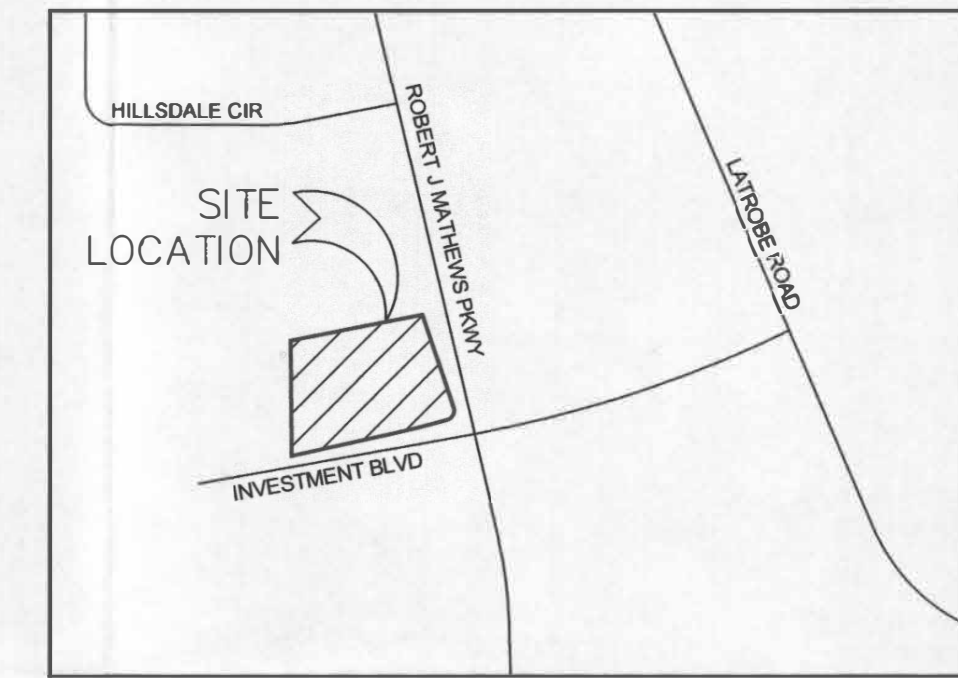 HILLSDALE CIR
ROBERT J MATHEWS PKWY
LATROBE ROAD
SITE
LOCATION
INVESTMENT BLVD